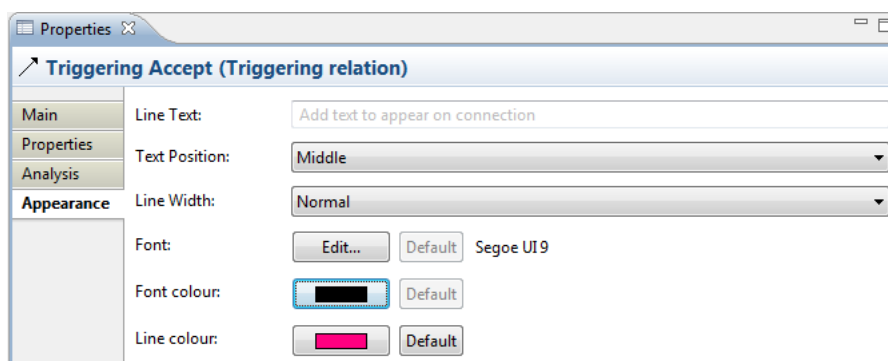 Properties
Triggering Accept (Triggering relation)
Main
Properties
Analysis
Appearance
Line Text: Add text to appear on connection
Text Position: Middle
Line Width: Normal
Font: Edit... Default Segoe UI 9
Font colour: Default
Line colour: Default